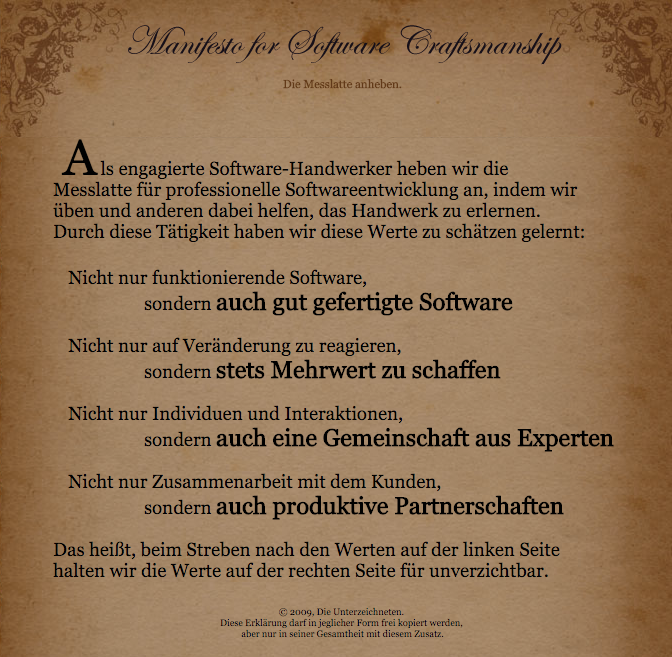 Manifesto for Software Craftsmanship
Die Messlatte anheben.
Als engagierte Software-Handwerker heben wir die
Messlatte für professionelle Softwareentwicklung an, indem wir
üben und anderen dabei helfen, das Handwerk zu erlernen.
Durch diese Tätigkeit haben wir diese Werte zu schätzen gelernt:
Nicht nur funktionierende Software,
sondern auch gut gefertigte Software
Nicht nur auf Veränderung zu reagieren,
sondern stets Mehrwert zu schaffen
Nicht nur Individuen und Interaktionen,
sondern auch eine Gemeinschaft aus Experten
Nicht nur Zusammenarbeit mit dem Kunden,
sondern auch produktive Partnerschaften
Das heißt, beim Streben nach den Werten auf der linken Seite
halten wir die Werte auf der rechten Seite für unverzichtbar.
© 2009, Die Unterzeichneten.
Diese Erklärung darf in jeglicher Form frei kopiert werden,
aber nur in seiner Gesamtheit mit diesem Zusatz.